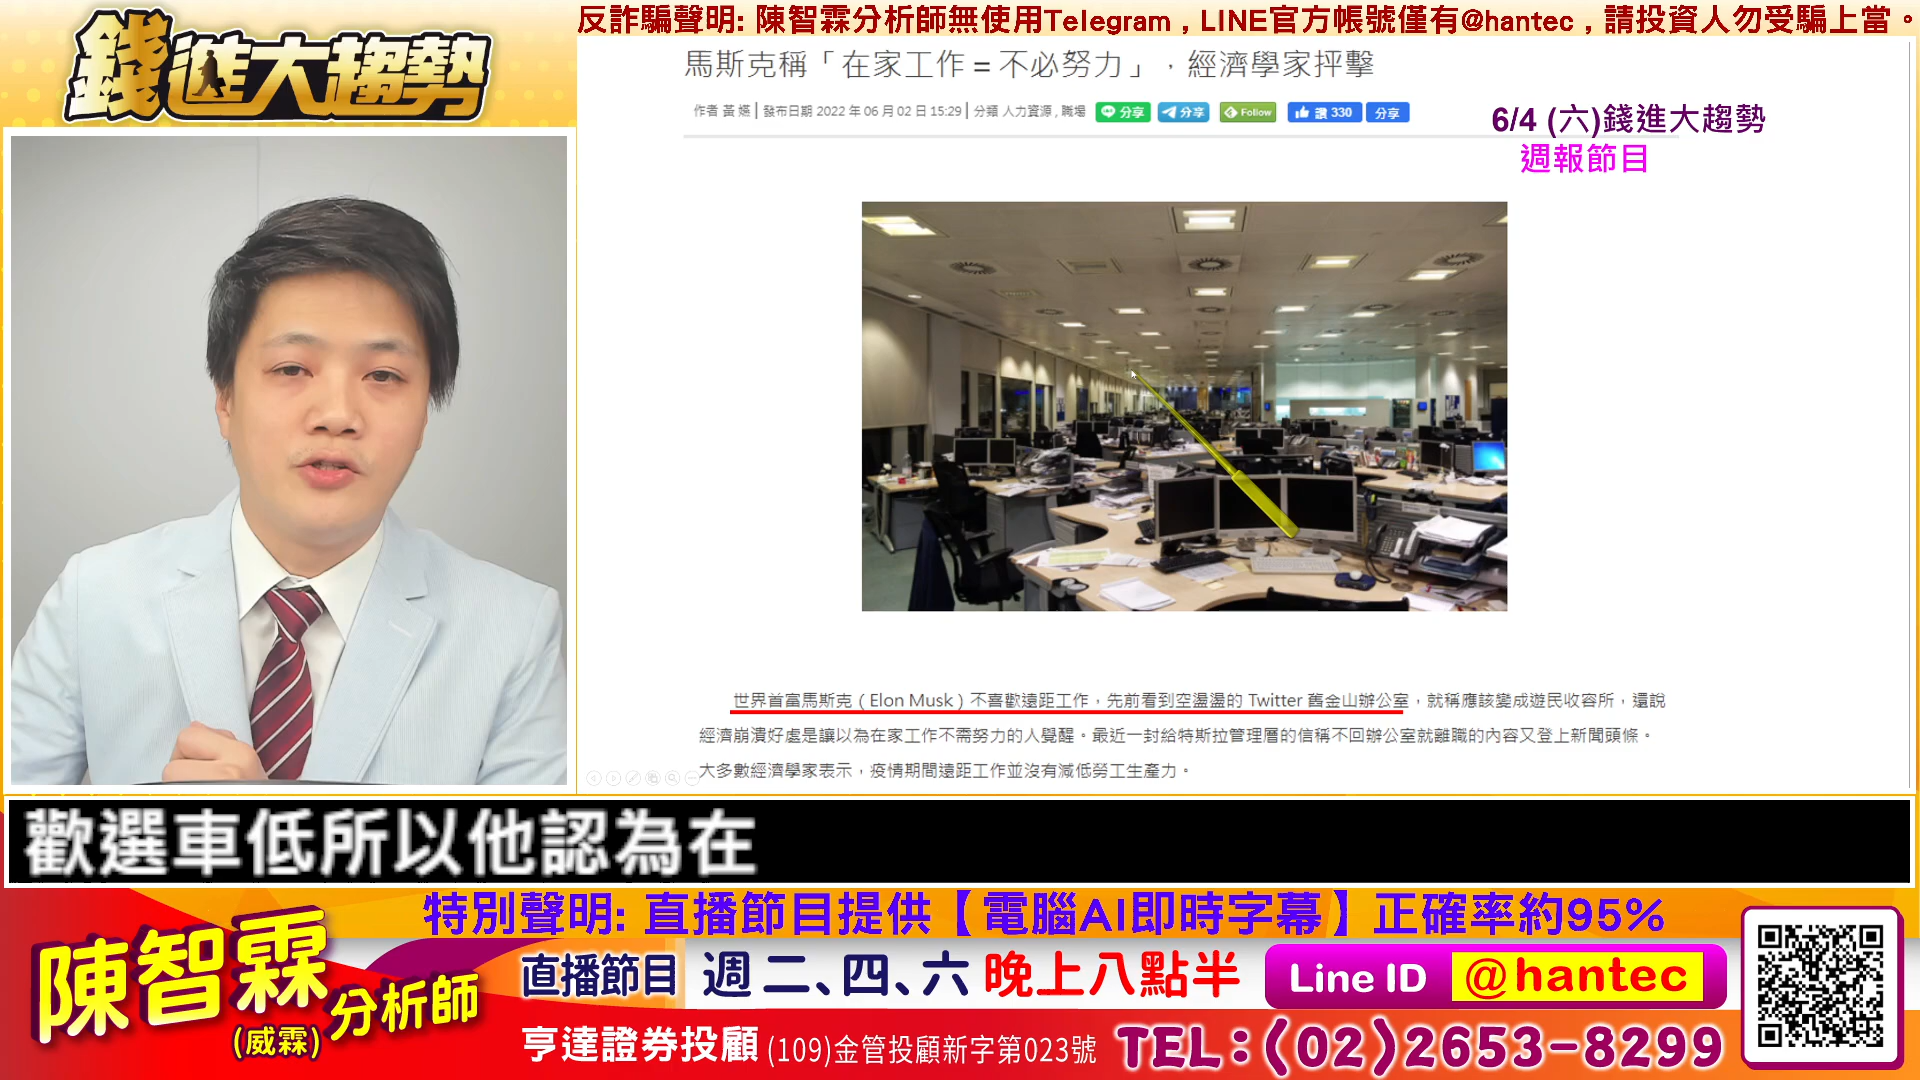 反詐騙聲明: 陳智霖分析師無使用Telegram , LINE官方帳號僅有@hantec , 請投資人勿受騙上當。
錢進大趨勢
馬斯克稱「在家工作 = 不必努力」，經濟學家抨擊
作者 黃 嬿 | 發布日期 2022 年 06 月 02 日 15:29 | 分類 人力資源 , 職場 分享 分享 Follow 讚 330 分享
6/4 (六)錢進大趨勢
週報節目
世界首富馬斯克（Elon Musk）不喜歡遠距工作，先前看到空盪盪的 Twitter 舊金山辦公室，就稱應該變成遊民收容所，還說
經濟崩潰好處是讓以為在家工作不需努力的人覺醒。最近一封給特斯拉管理層的信稱不回辦公室就離職的內容又登上新聞頭條。
大多數經濟學家表示，疫情期間遠距工作並沒有減低勞工生產力。
歡選車低所以他認為在
特別聲明: 直播節目提供【電腦AI即時字幕】正確率約95%
陳智霖分析師
(威霖)
直播節目 週二、四、六 晚上八點半
Line ID @hantec
亨達證券投顧 (109)金管投顧新字第023號 TEL:(02)2653-8299